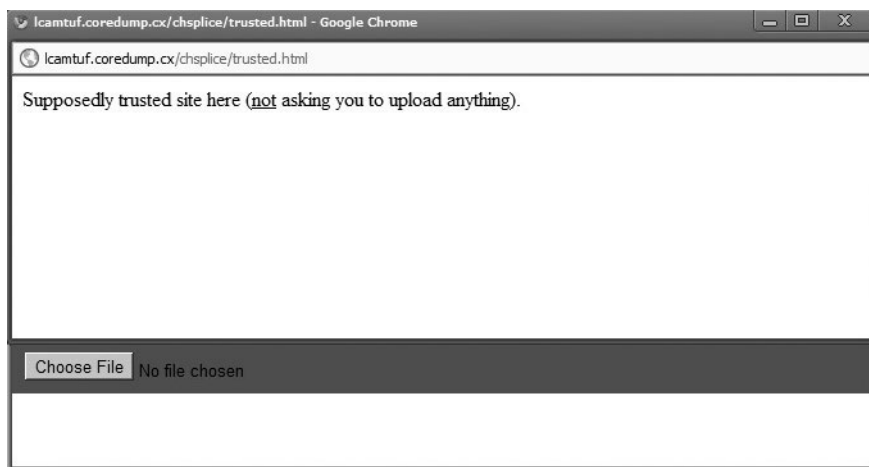 lcamtuf.coredump.cx/chsplice/trusted.html - Google Chrome
lcamtuf.coredump.cx/chsplice/trusted.html
Supposedly trusted site here (not asking you to upload anything).
Choose File No file chosen